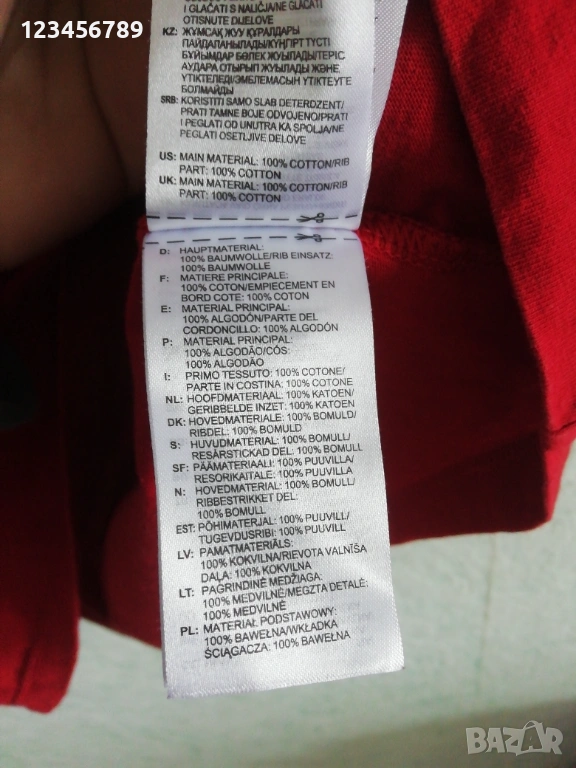 123456789
I GLAČATI S NALIČJA/NE GLAČATI
OTISNUTE DIJELOVE
KZ: ЖҰМСАҚ ЖУУ ҚҰРАЛДАРЫ
ПАЙДАЛАНЫЛАДЫ/КҮҢГІРТ ТҮСТІ
БҰЙЫМДАР БӨЛЕК ЖУЫЛАДЫ/ТЕРІС
АУДАРА ОТЫРЫП ЖУЫЛАДЫ ЖӘНЕ
ҮТІКТЕЛЕДІ/ЭМБЛЕМАСЫН ҮТІКТЕУГЕ
БОЛМАЙДЫ
SRB: KORISTITI SAMO SLAB DETERDZENT/
PRATI TAMNE BOJE ODVOJENO/PRATI
I PEGLATI OD UNUTRA KA SPOLJA/NE
PEGLATI OSETLJIVE DELOVE
US: MAIN MATERIAL: 100% COTTON/RIB
PART: 100% COTTON
UK: MAIN MATERIAL: 100% COTTON/RIB
PART: 100% COTTON
D: HAUPTMATERIAL:
100% BAUMWOLLE/RIB EINSATZ:
100% BAUMWOLLE
F: MATIERE PRINCIPALE:
100% COTON/EMPIECEMENT EN
BORD COTE: 100% COTON
E: MATERIAL PRINCIPAL:
100% ALGODÓN/PARTE DEL
CORDONCILLO: 100% ALGODÓN
P: MATERIAL PRINCIPAL:
100% ALGODÃO/CÓS:
100% ALGODÃO
I: PRIMO TESSUTO: 100% COTONE/
PARTE IN COSTINA: 100% COTONE
NL: HOOFDMATERIAAL: 100% KATOEN/
GERIBBELDE INZET: 100% KATOEN
DK: HOVEDMATERIALE: 100% BOMULD/
RIBDEL: 100% BOMULD
S: HUVUDMATERIAL: 100% BOMULL/
RESÅRSTICKAD DEL: 100% BOMULL
SF: PÄÄMATERIAALI: 100% PUUVILLA/
RESORIKAITALE: 100% PUUVILLA
N: HOVEDMATERIAL: 100% BOMULL/
RIBBESTRIKKET DEL:
100% BOMULL
EST: PÕHIMATERJAL: 100% PUUVILL/
TUGEVDUSRIBI: 100% PUUVILL
LV: PAMATMATERIĀLS:
100% KOKVILNA/RIEVOTA VALNĪŠA
DAĻA: 100% KOKVILNA
LT: PAGRINDINĖ MEDŽIAGA:
100% MEDVILNĖ/MEGZTA DETALĖ:
100% MEDVILNĖ
PL: MATERIAŁ PODSTAWOWY:
100% BAWEŁNA/WKŁADKA
ŚCIĄGACZA: 100% BAWEŁNA
BAZAR